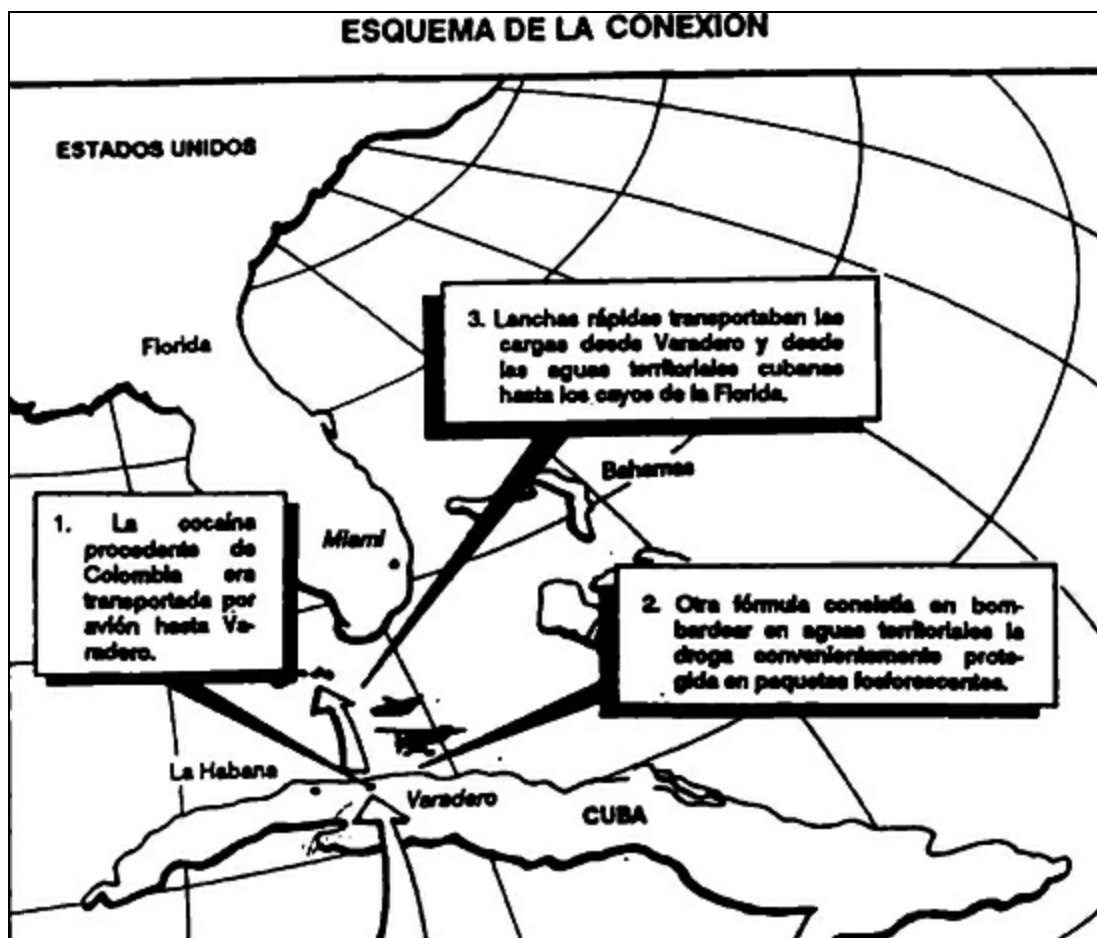 ESQUEMA DE LA CONEXION
ESTADOS UNIDOS
Florida
3. Lanchas rápidas transportaban las
cargas desde Varadero y desde
las aguas territoriales cubanas
hasta los cayos de la Florida.
Bahamas
1. La cocaína
procedente de
Colombia era
transportada por
avión hasta Va-
radero.
Miami
2. Otra fórmula consistía en bom-
bardear en aguas territoriales la
droga convenientemente prote-
gida en paquetes fosforescentes.
La Habana
Varadero
CUBA